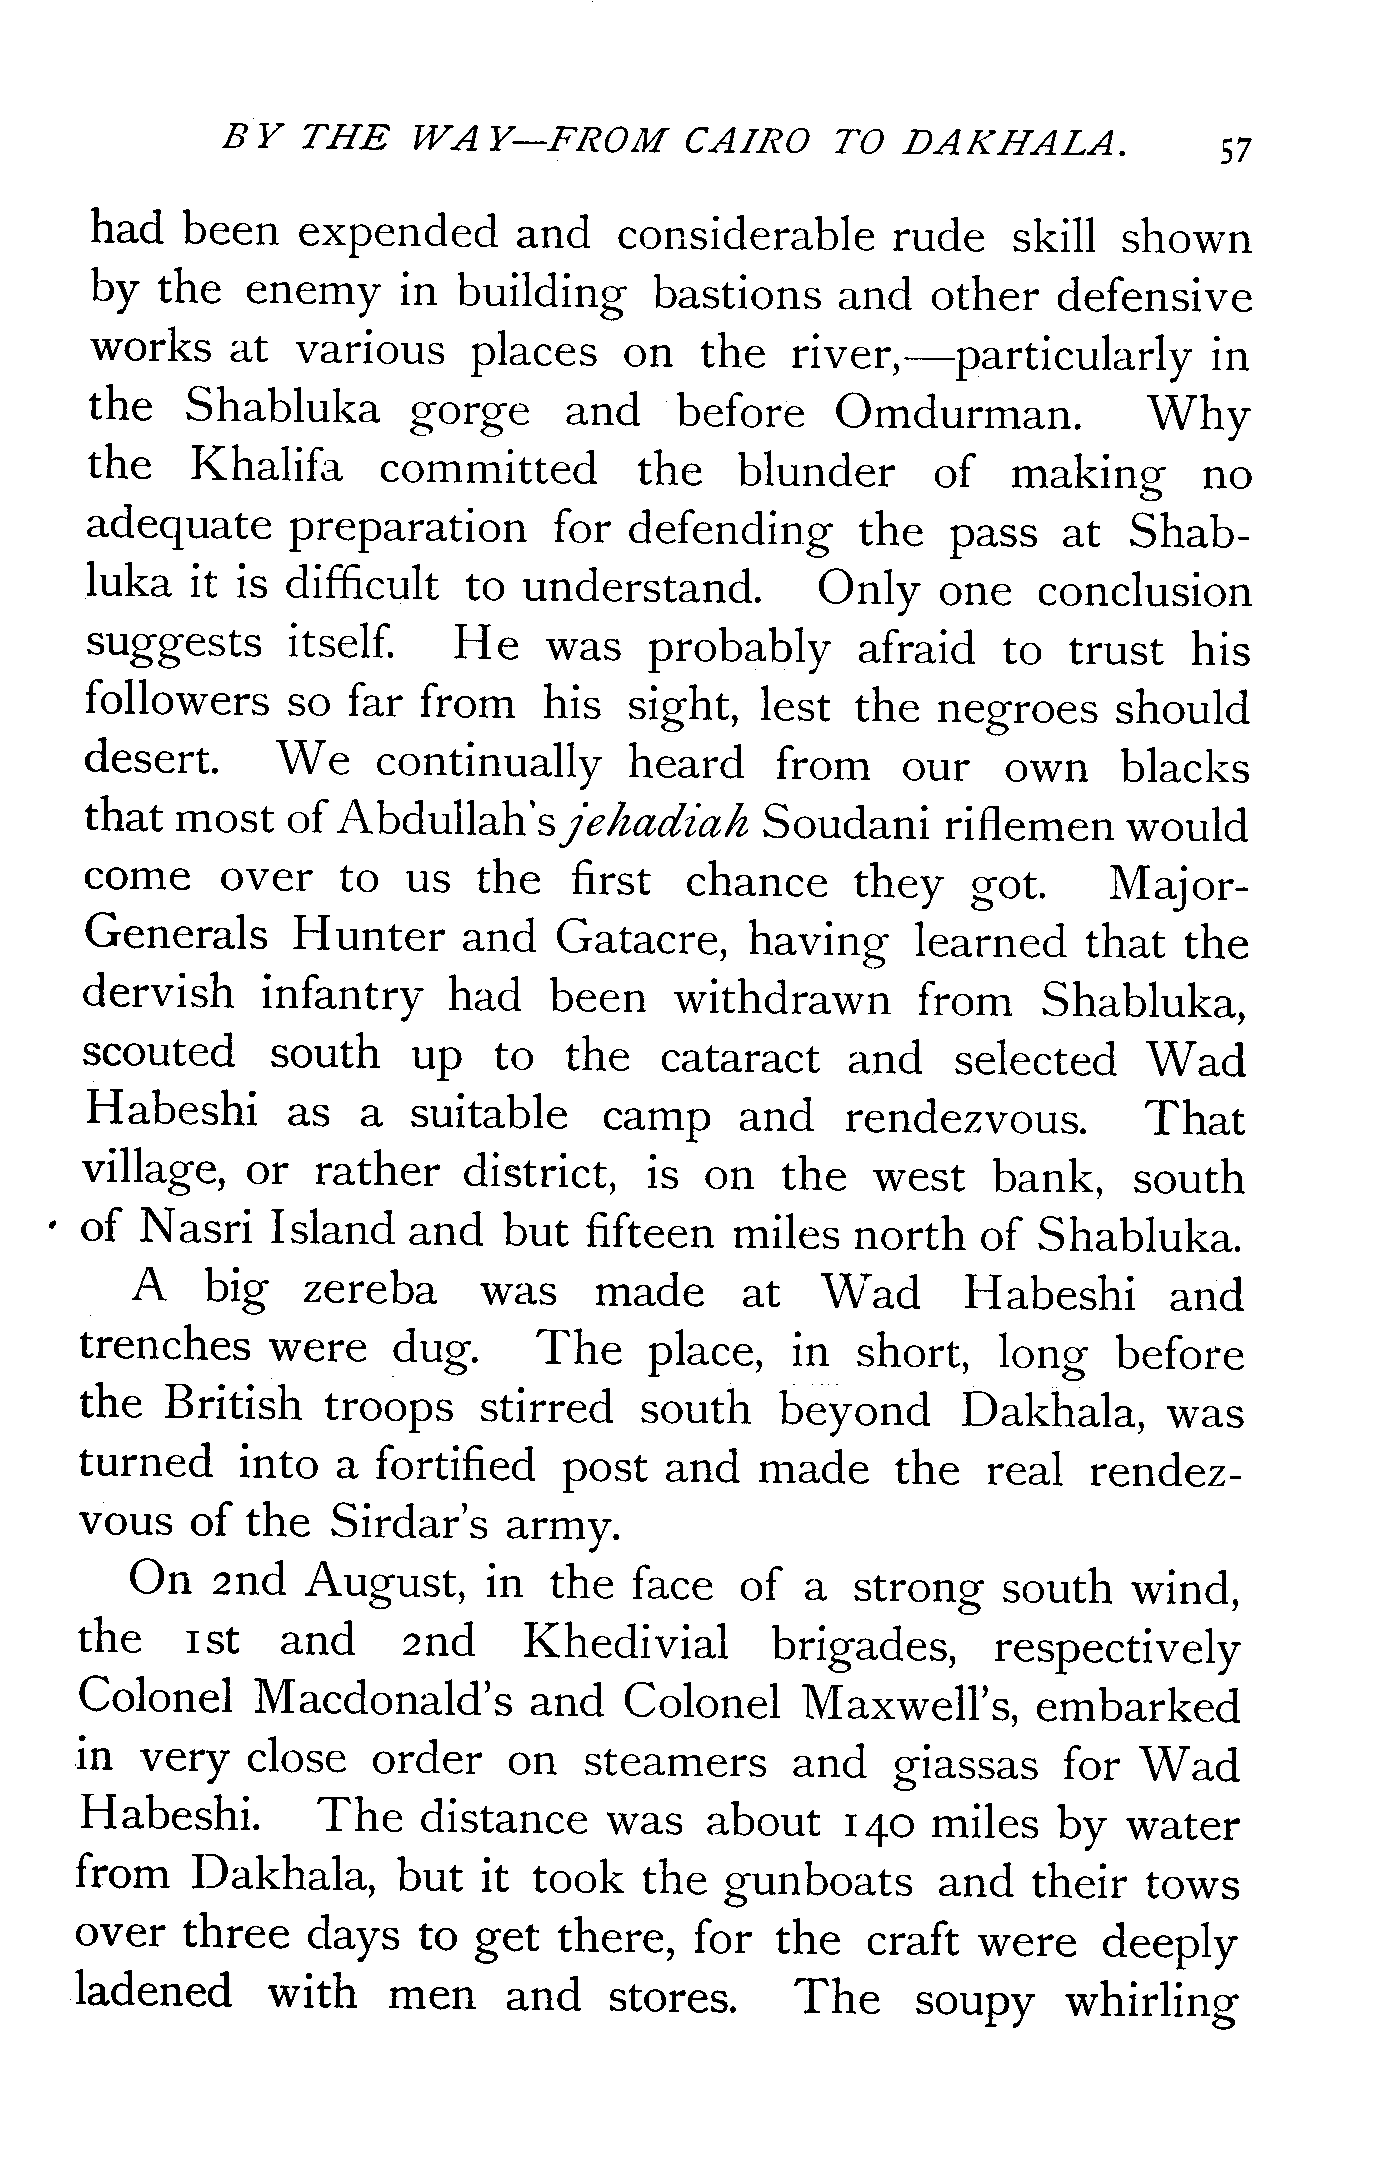 BY THE WAY—FROM CAIRO TO DAKHALA. 57
had been expended and considerable rude skill shown
by the enemy in building bastions and other defensive
works at various places on the river,—particularly in
the Shabluka gorge and before Omdurman. Why
the Khalifa committed the blunder of making no
adequate preparation for defending the pass at Shab-
luka it is difficult to understand. Only one conclusion
suggests itself. He was probably afraid to trust his
followers so far from his sight, lest the negroes should
desert. We continually heard from our own blacks
that most of Abdullah's jehadiah Soudani riflemen would
come over to us the first chance they got. Major-
Generals Hunter and Gatacre, having learned that the
dervish infantry had been withdrawn from Shabluka,
scouted south up to the cataract and selected Wad
Habeshi as a suitable camp and rendezvous. That
village, or rather district, is on the west bank, south
of Nasri Island and but fifteen miles north of Shabluka.
A big zereba was made at Wad Habeshi and
trenches were dug. The place, in short, long before
the British troops stirred south beyond Dakhala, was
turned into a fortified post and made the real rendez-
vous of the Sirdar's army.
On 2nd August, in the face of a strong south wind,
the 1st and 2nd Khedivial brigades, respectively
Colonel Macdonald's and Colonel Maxwell's, embarked
in very close order on steamers and giassas for Wad
Habeshi. The distance was about 140 miles by water
from Dakhala, but it took the gunboats and their tows
over three days to get there, for the craft were deeply
ladened with men and stores. The soupy whirling